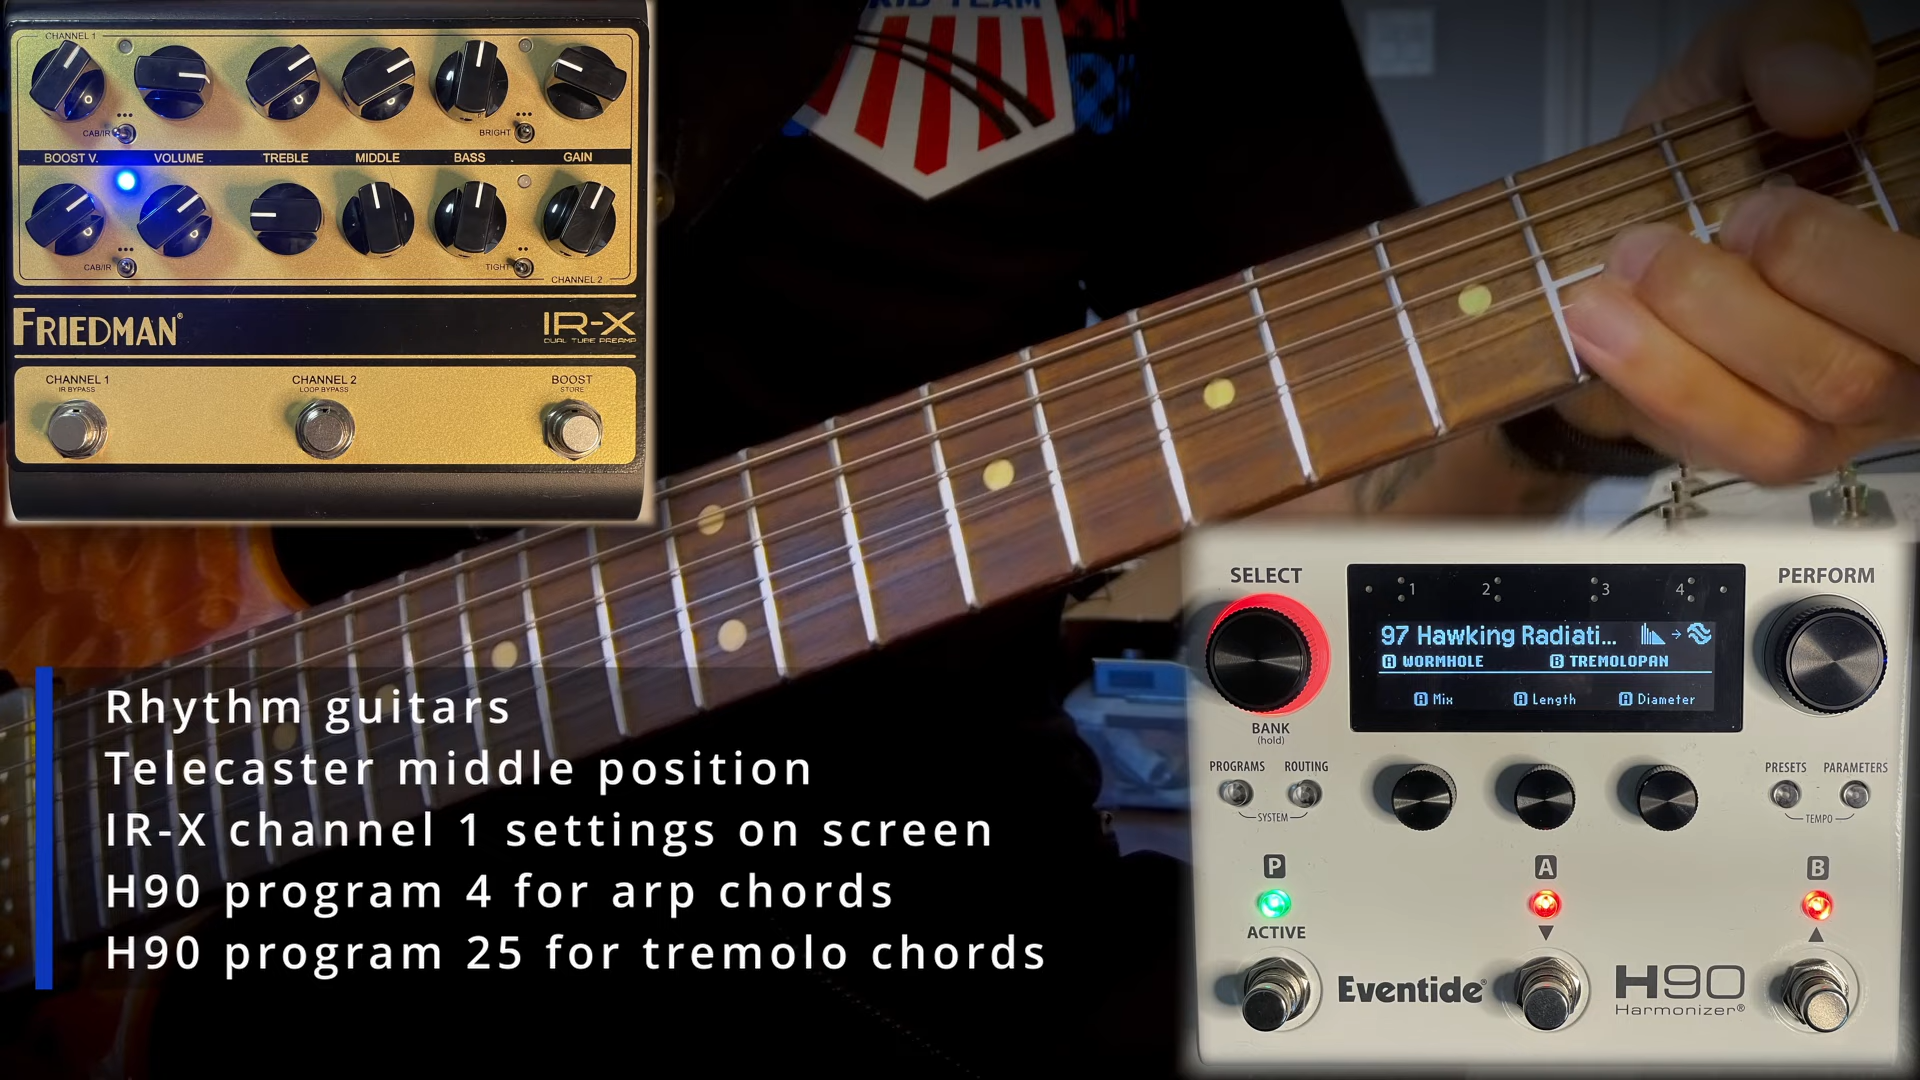 KID TEAM
CHANNEL 1
CAB/IR
BRIGHT
BOOST V. VOLUME TREBLE MIDDLE BASS GAIN
CAB/IR
TIGHT
CHANNEL 2
FRIEDMAN®
IR-X
DUAL TUBE PREAMP
CHANNEL 1 CHANNEL 2 BOOST
IR BYPASS LOOP BYPASS STORE
SELECT
PERFORM
1 2 3 4
97 Hawking Radiati...
A WORMHOLE B TREMOLOPAN
A Mix A Length A Diameter
BANK
(hold)
PROGRAMS ROUTING
SYSTEM
PRESETS PARAMETERS
TEMPO
P A B
ACTIVE
Eventide®
H90
Harmonizer®
Rhythm guitars
Telecaster middle position
IR-X channel 1 settings on screen
H90 program 4 for arp chords
H90 program 25 for tremolo chords